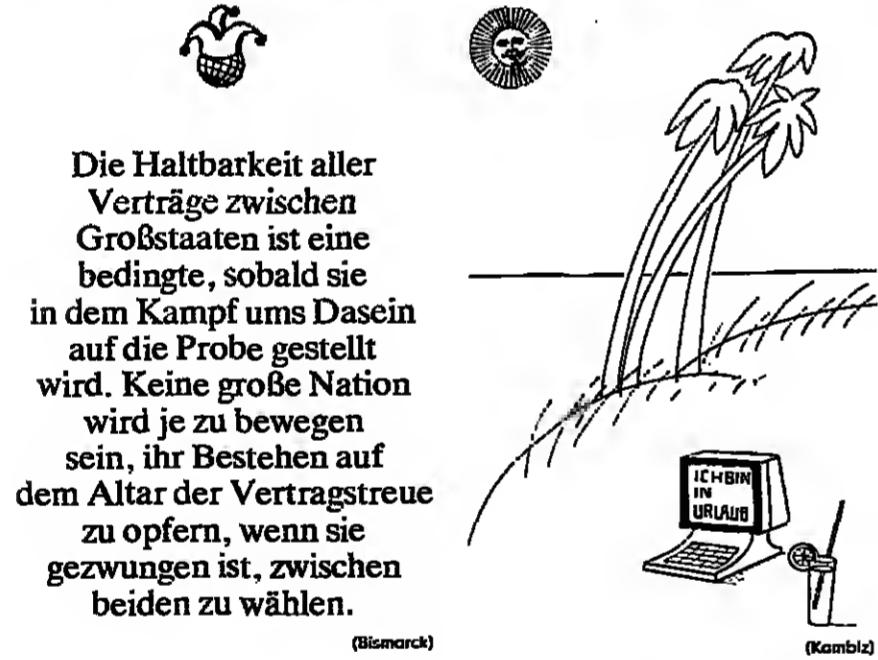 Die Haltbarkeit aller
Verträge zwischen
Großstaaten ist eine
bedingte, sobald sie
in dem Kampf ums Dasein
auf die Probe gestellt
wird. Keine große Nation
wird je zu bewegen
sein, ihr Bestehen auf
dem Altar der Vertragstreue
zu opfern, wenn sie
gezwungen ist, zwischen
beiden zu wählen.
(Bismarck)
ICH BIN
IN
URLAUB
(Kambiz)